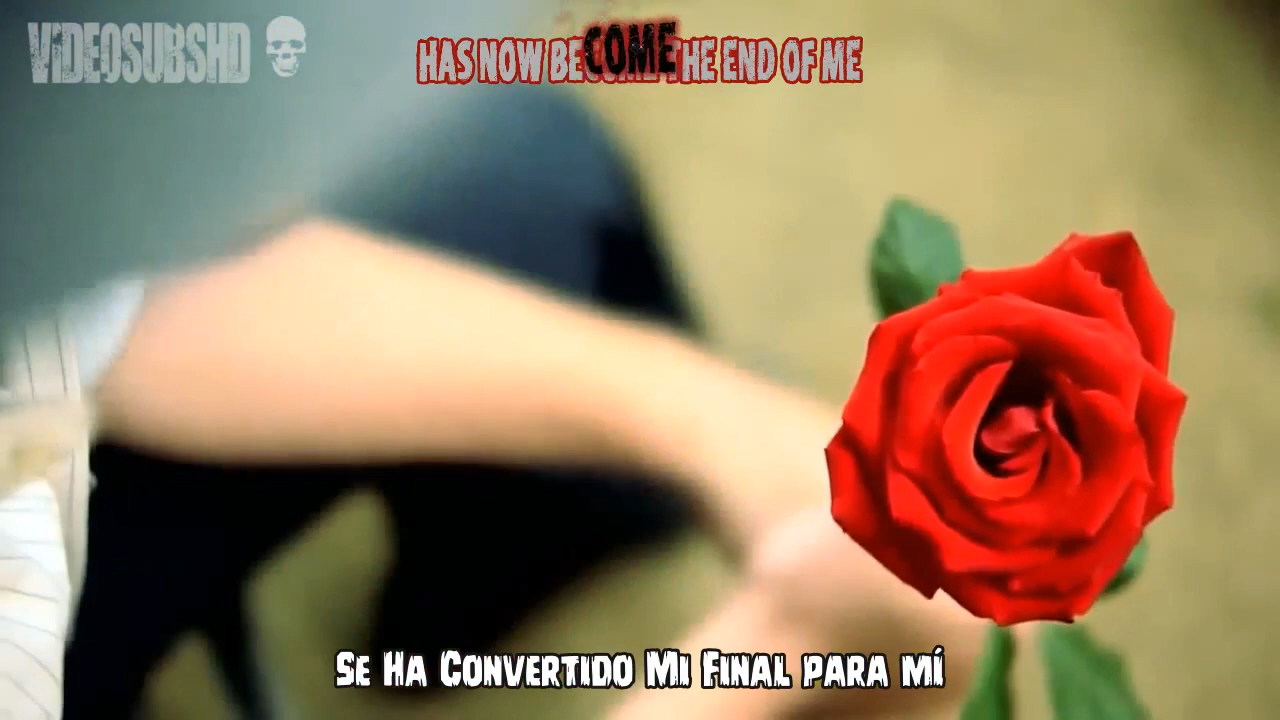 VIDEOSUBSHD
HAS NOW BECOME THE END OF ME
Se Ha Convertido Mi Final para mí